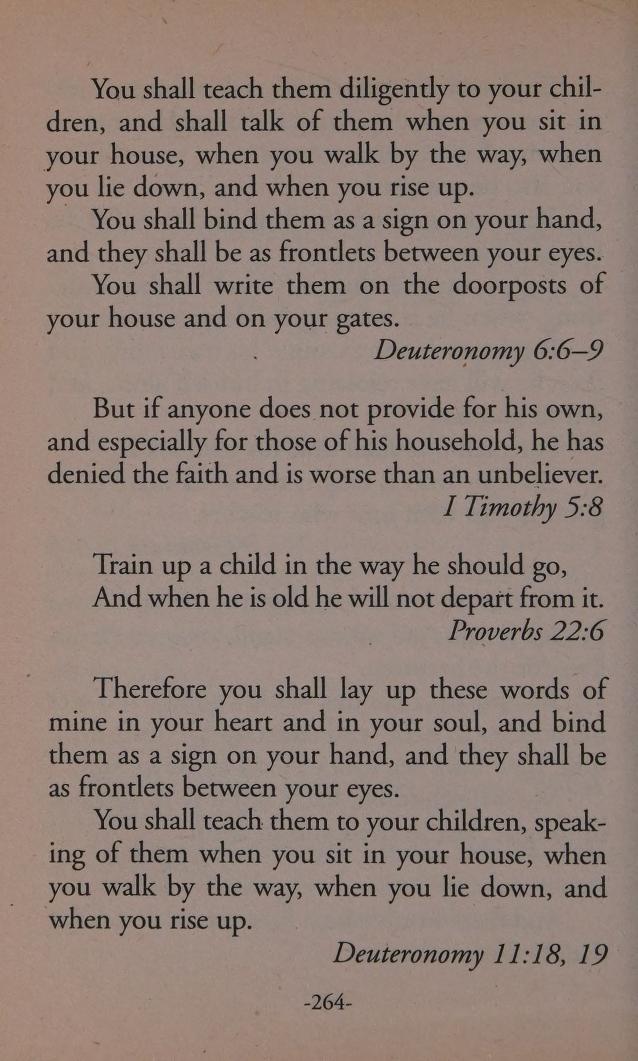 You shall teach them diligently to your chil-
dren, and shall talk of them when you sit in
your house, when you walk by the way, when
you lie down, and when you rise up.
You shall bind them as a sign on your hand,
and they shall be as frontlets between your eyes.
You shall write them on the doorposts of
your house and on your gates.
Deuteronomy 6:6–9
But if anyone does not provide for his own,
and especially for those of his household, he has
denied the faith and is worse than an unbeliever.
I Timothy 5:8
Train up a child in the way he should go,
And when he is old he will not depart from it.
Proverbs 22:6
Therefore you shall lay up these words of
mine in your heart and in your soul, and bind
them as a sign on your hand, and they shall be
as frontlets between your eyes.
You shall teach them to your children, speak-
ing of them when you sit in your house, when
you walk by the way, when you lie down, and
when you rise up.
Deuteronomy 11:18, 19
-264-